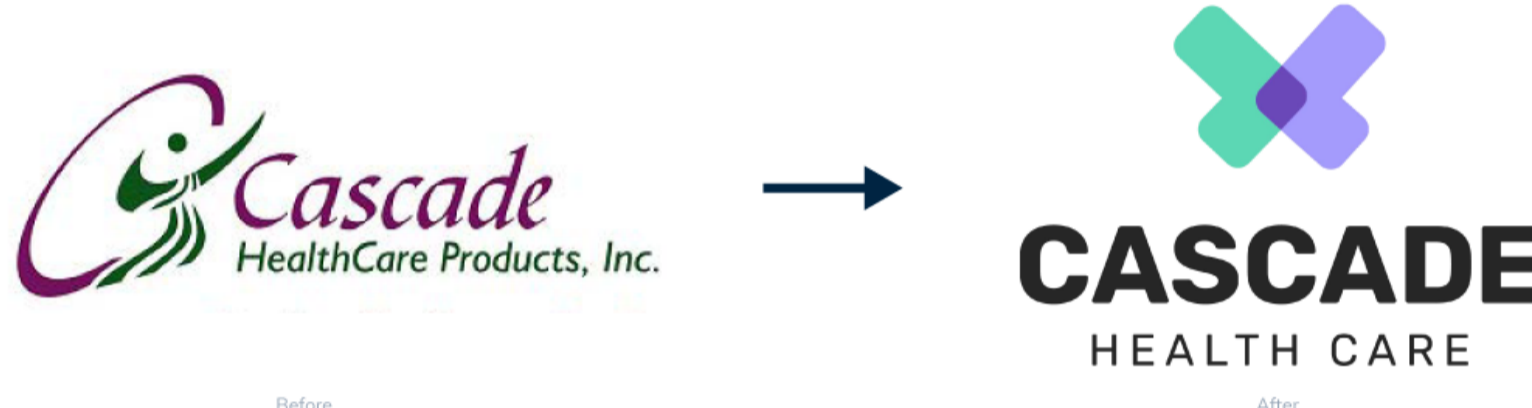 Cascade
HealthCare Products, Inc.
CASCADE
HEALTH CARE
Before
After